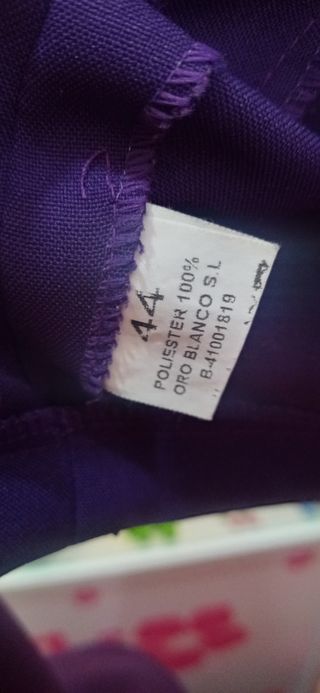 44
POLIESTER 100%
ORO BLANCO S.L
B-41001819